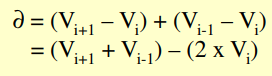 ∂ = (Vi+1 – Vi) + (Vi-1 – Vi)
= (Vi+1 + Vi-1) – (2 x Vi)